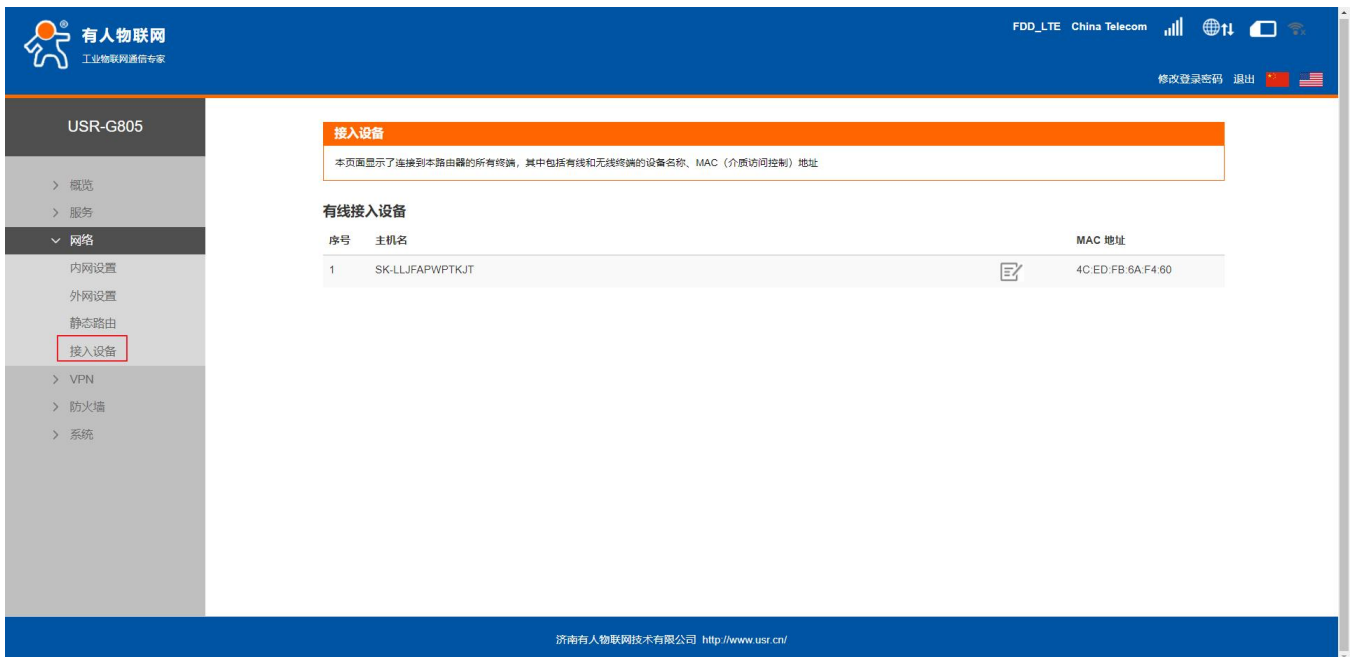 有人物联网
工业物联网通信专家
FDD_LTE China Telecom
修改登录密码 退出
USR-G805
概览
服务
网络
内网设置
外网设置
静态路由
接入设备
VPN
防火墙
系统
接入设备
本页面显示了连接到本路由器的所有终端，其中包括有线和无线终端的设备名称、MAC（介质访问控制）地址
有线接入设备
序号 主机名 MAC 地址
1 SK-LLJFAPWPTKJT 4C:ED:FB:6A:F4:60
济南有人物联网技术有限公司 http://www.usr.cn/